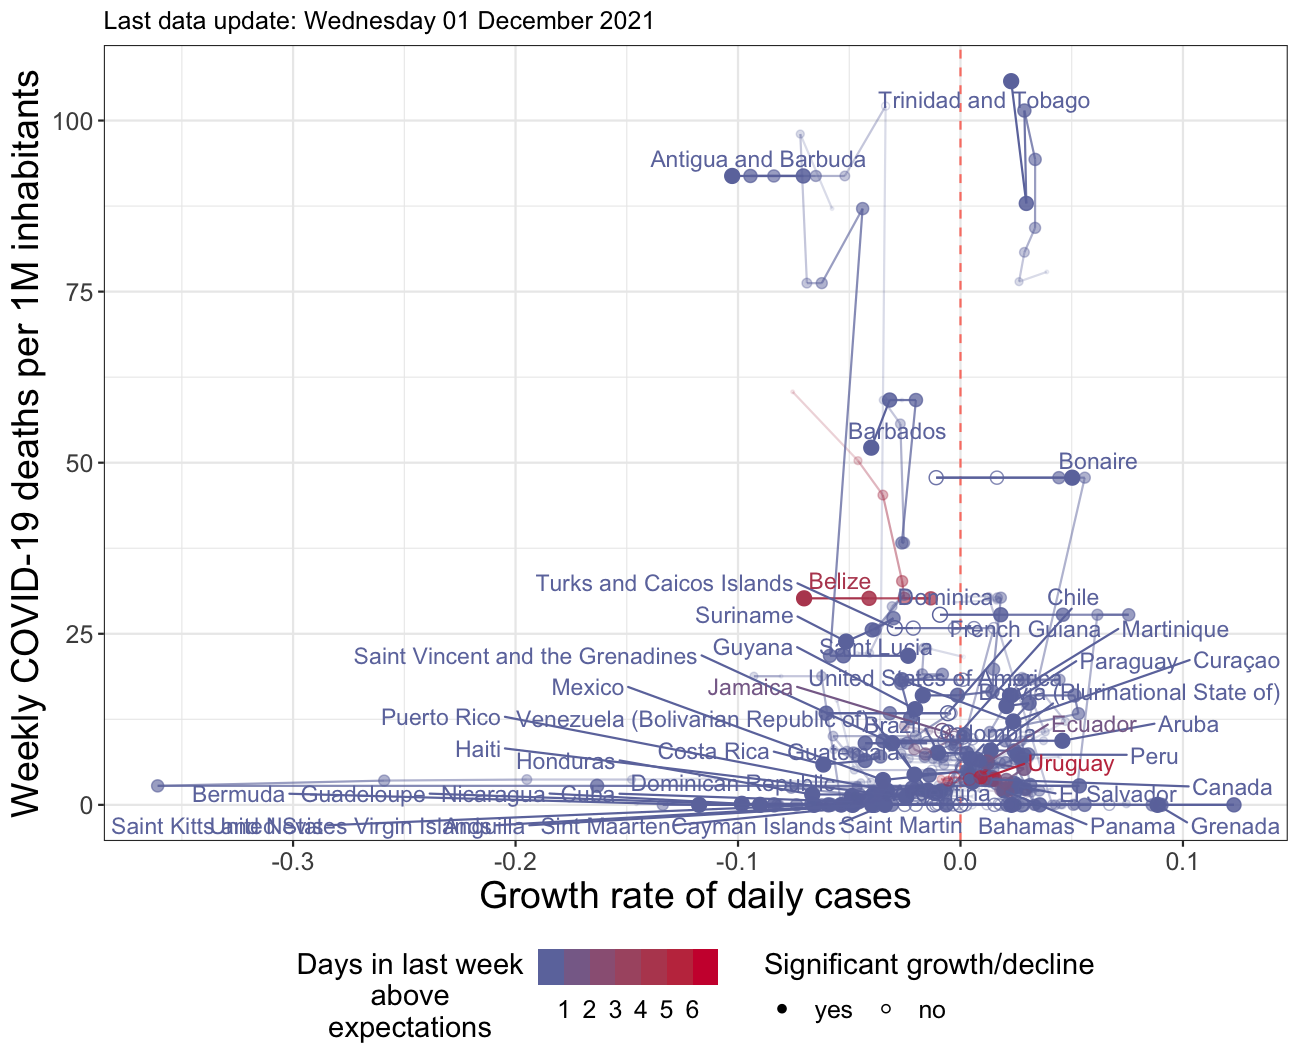 Last data update: Wednesday 01 December 2021
Weekly COVID-19 deaths per 1M inhabitants
100
75
50
25
0
Trinidad and Tobago
Antigua and Barbuda
Barbados
Bonaire
Turks and Caicos Islands
Belize
Dominica
Chile
Suriname
French Guiana
Martinique
Guyana
Saint Lucia
Saint Vincent and the Grenadines
Paraguay
Curaçao
United States of America
Mexico
Jamaica
(Plurinational State of)
Puerto Rico
Venezuela (Bolivarian Republic of)
Brazil
Colombia
Ecuador
Aruba
Haiti
Honduras
Costa Rica
Guatemala
Peru
Uruguay
Dominican Republic
Canada
Bermuda
Guadeloupe
Nicaragua
Cuba
El Salvador
Saint Kitts and Nevis
United States Virgin Islands
Anguilla
Sint Maarten
Cayman Islands
Saint Martin
Bahamas
Panama
Grenada
-0.3
-0.2
-0.1
0.0
0.1
Growth rate of daily cases
Days in last week
above
expectations
1 2 3 4 5 6
Significant growth/decline
yes
no